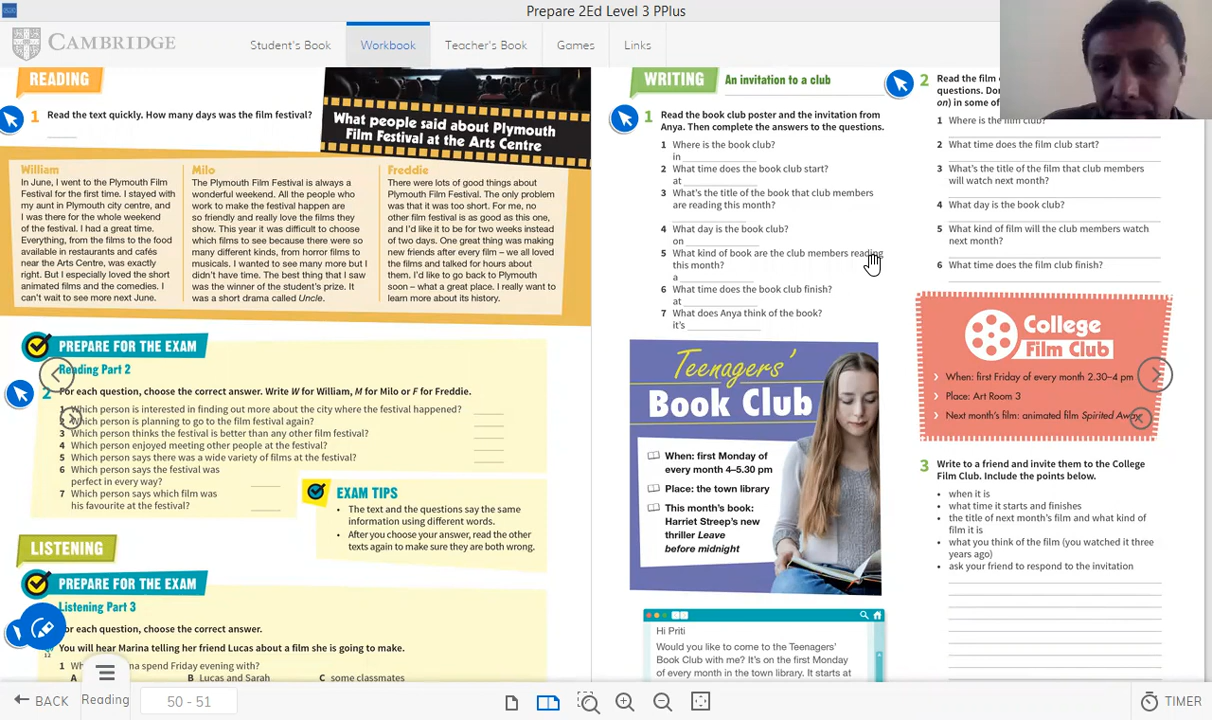 Prepare 2Ed Level 3 PPlus
CAMBRIDGE
Student's Book
Workbook
Teacher's Book
Games
Links
READING
1 Read the text quickly. How many days was the film festival?
What people said about Plymouth
Film Festival at the Arts Centre
William
In June, I went to the Plymouth Film
Festival for the first time. I stayed with
my aunt in Plymouth city centre, and
I was there for the whole weekend
of the festival. I had a great time.
Everything, from the films to the food
available in restaurants and cafés
near the Arts Centre, was exactly
right. But I especially loved the short
animated films and the comedies. I
can't wait to see more next June.
Milo
The Plymouth Film Festival is always a
wonderful weekend. All the people who
work to make the festival happen are
so friendly and really love the films they
show. This year it was difficult to choose
which films to see because there were so
many different kinds, from horror films to
musicals. I wanted to see many more but I
didn't have time. The best thing that I saw
was the winner of the student's prize. It
was a short drama called Uncle.
Freddie
There were lots of good things about
Plymouth Film Festival. The only problem
was that it was too short. For me, no
other film festival is as good as this one,
and I'd like it to be for two weeks instead
of two days. One great thing was making
new friends after every film – we all loved
the films and talked for hours about
them. I'd like to go back to Plymouth
soon – what a great place. I really want to
learn more about its history.
PREPARE FOR THE EXAM
Reading Part 2
2 For each question, choose the correct answer. Write W for William, M for Milo or F for Freddie.
1 Which person is interested in finding out more about the city where the festival happened?
2 Which person is planning to go to the film festival again?
3 Which person thinks the festival is better than any other film festival?
4 Which person enjoyed meeting other people at the festival?
5 Which person says there was a wide variety of films at the festival?
6 Which person says the festival was
perfect in every way?
7 Which person says which film was
his favourite at the festival?
EXAM TIPS
• The text and the questions say the same
information using different words.
• After you choose your answer, read the other
texts again to make sure they are both wrong.
LISTENING
PREPARE FOR THE EXAM
Listening Part 3
For each question, choose the correct answer.
You will hear Marina telling her friend Lucas about a film she is going to make.
12
1 spend Friday evening with?
A
B Lucas and Sarah
C some classmates
WRITING
An invitation to a club
1 Read the book club poster and the invitation from
Anya. Then complete the answers to the questions.
1 Where is the book club?
in
2 What time does the book club start?
at
3 What's the title of the book that club members
are reading this month?
4 What day is the book club?
on
5 What kind of book are the club members reading
this month?
a
6 What time does the book club finish?
at
7 What does Anya think of the book?
it's
Teenagers'
Book Club
When: first Monday of
every month 4–5.30 pm
Place: the town library
This month's book:
Harriet Streep's new
thriller Leave
before midnight
Hi Priti
Would you like to come to the Teenagers'
Book Club with me? It's on the first Monday
of every month in the town library. It starts at
2 Read the film
questions. Don
on) in some of
1 Where is the film club?
2 What time does the film club start?
3 What's the title of the film that club members
will watch next month?
4 What day is the book club?
5 What kind of film will the club members watch
next month?
6 What time does the film club finish?
College
Film Club
When: first Friday of every month 2.30–4 pm
Place: Art Room 3
Next month's film: animated film Spirited Away
3 Write to a friend and invite them to the College
Film Club. Include the points below.
• when it is
• what time it starts and finishes
• the title of next month's film and what kind of
film it is
• what you think of the film (you watched it three
years ago)
• ask your friend to respond to the invitation
BACK
Reading
50 - 51
TIMER